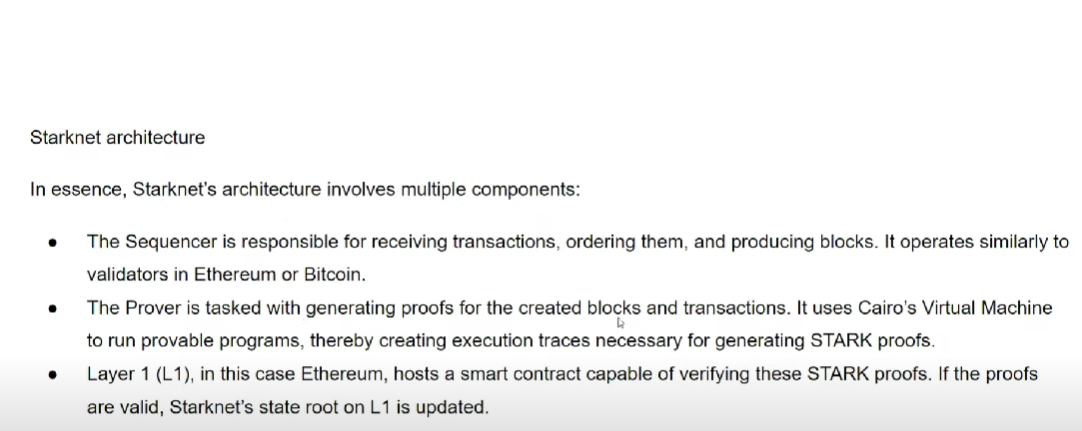 Starknet architecture
In essence, Starknet's architecture involves multiple components:
● The Sequencer is responsible for receiving transactions, ordering them, and producing blocks. It operates similarly to
validators in Ethereum or Bitcoin.
● The Prover is tasked with generating proofs for the created blocks and transactions. It uses Cairo's Virtual Machine
to run provable programs, thereby creating execution traces necessary for generating STARK proofs.
● Layer 1 (L1), in this case Ethereum, hosts a smart contract capable of verifying these STARK proofs. If the proofs
are valid, Starknet's state root on L1 is updated.